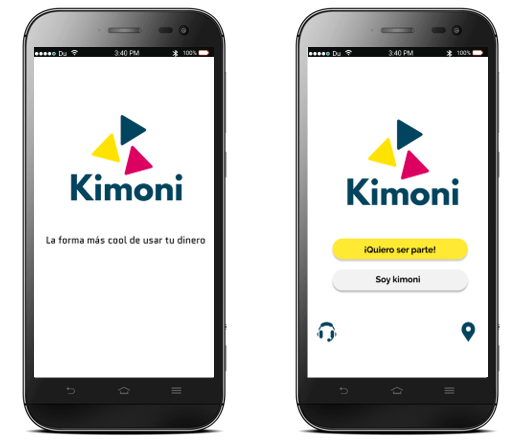 Du 3:40 PM 100%
Kimoni
La forma más cool de usar tu dinero
Du 3:40 PM 100%
Kimoni
¡Quiero ser parte!
Soy kimoni